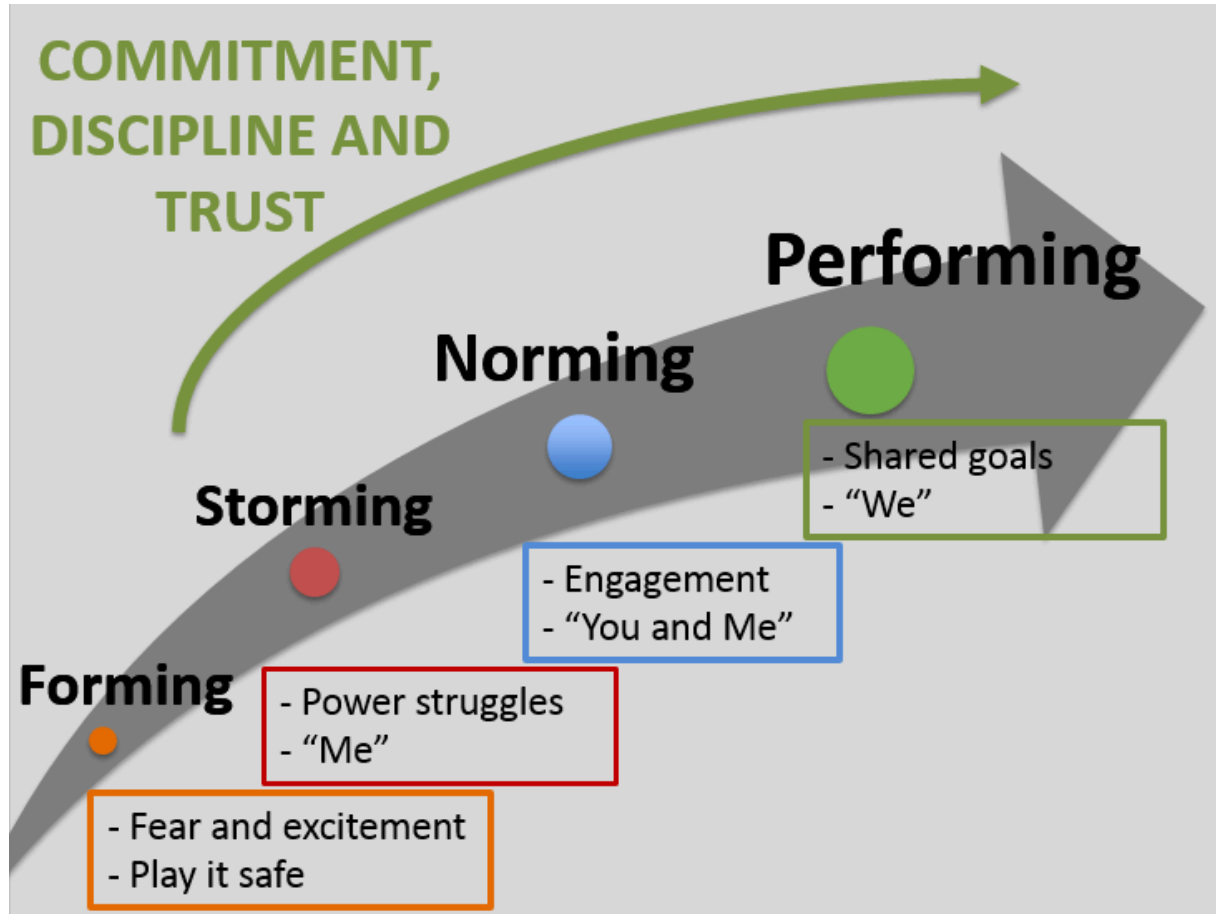 COMMITMENT,
DISCIPLINE AND
TRUST
Performing
- Shared goals
- “We”
Norming
- Engagement
- “You and Me”
Storming
- Power struggles
- “Me”
Forming
- Fear and excitement
- Play it safe